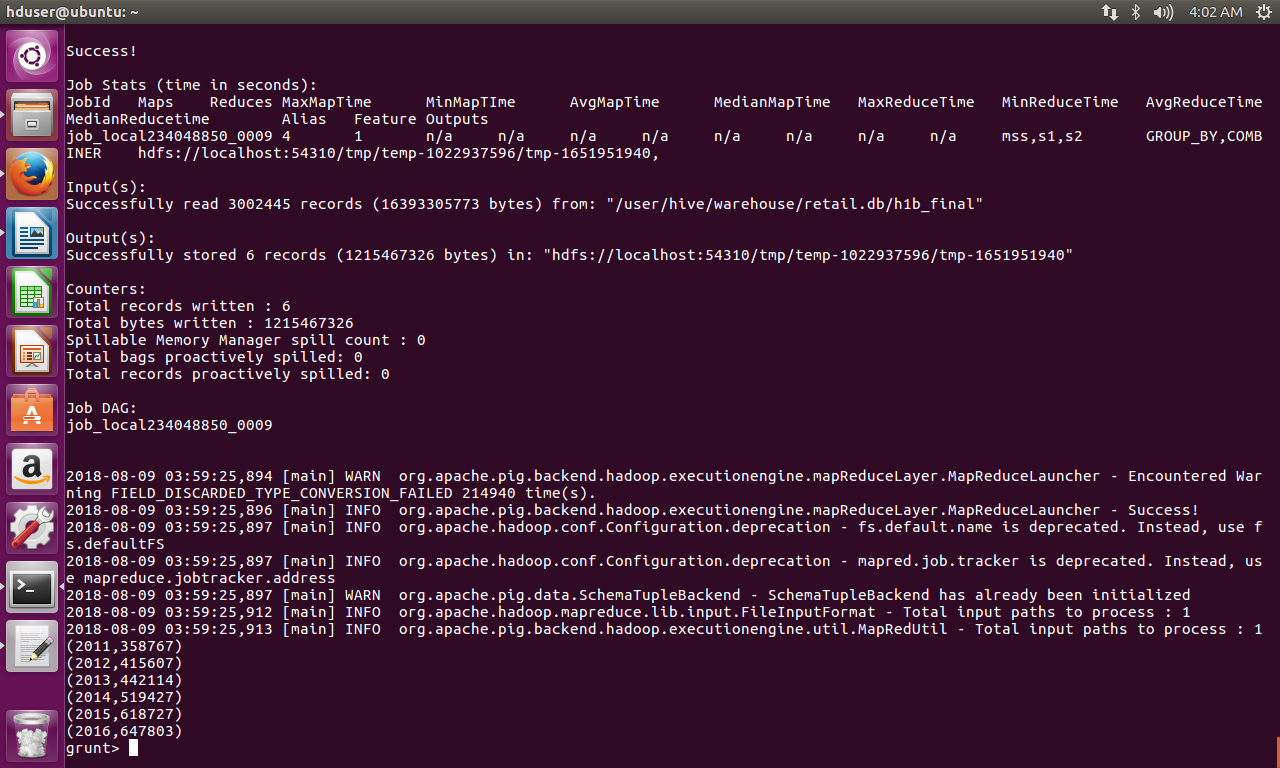 hduser@ubuntu: ~
4:02 AM
Success!
Job Stats (time in seconds):
JobId Maps Reduces MaxMapTime MinMapTIme AvgMapTime MedianMapTime MaxReduceTime MinReduceTime AvgReduceTime
MedianReducetime Alias Feature Outputs
job_local234048850_0009 4 1 n/a n/a n/a n/a n/a n/a n/a n/a mss,s1,s2 GROUP_BY,COMB
INER hdfs://localhost:54310/tmp/temp-1022937596/tmp-1651951940,
Input(s):
Successfully read 3002445 records (16393305773 bytes) from: "/user/hive/warehouse/retail.db/h1b_final"
Output(s):
Successfully stored 6 records (1215467326 bytes) in: "hdfs://localhost:54310/tmp/temp-1022937596/tmp-1651951940"
Counters:
Total records written : 6
Total bytes written : 1215467326
Spillable Memory Manager spill count : 0
Total bags proactively spilled: 0
Total records proactively spilled: 0
Job DAG:
job_local234048850_0009
2018-08-09 03:59:25,894 [main] WARN  org.apache.pig.backend.hadoop.executionengine.mapReduceLayer.MapReduceLauncher - Encountered War
ning FIELD_DISCARDED_TYPE_CONVERSION_FAILED 214940 time(s).
2018-08-09 03:59:25,896 [main] INFO  org.apache.pig.backend.hadoop.executionengine.mapReduceLayer.MapReduceLauncher - Success!
2018-08-09 03:59:25,897 [main] INFO  org.apache.hadoop.conf.Configuration.deprecation - fs.default.name is deprecated. Instead, use f
s.defaultFS
2018-08-09 03:59:25,897 [main] INFO  org.apache.hadoop.conf.Configuration.deprecation - mapred.job.tracker is deprecated. Instead, us
e mapreduce.jobtracker.address
2018-08-09 03:59:25,897 [main] WARN  org.apache.pig.data.SchemaTupleBackend - SchemaTupleBackend has already been initialized
2018-08-09 03:59:25,912 [main] INFO  org.apache.hadoop.mapreduce.lib.input.FileInputFormat - Total input paths to process : 1
2018-08-09 03:59:25,913 [main] INFO  org.apache.pig.backend.hadoop.executionengine.util.MapRedUtil - Total input paths to process : 1
(2011,358767)
(2012,415607)
(2013,442114)
(2014,519427)
(2015,618727)
(2016,647803)
grunt>